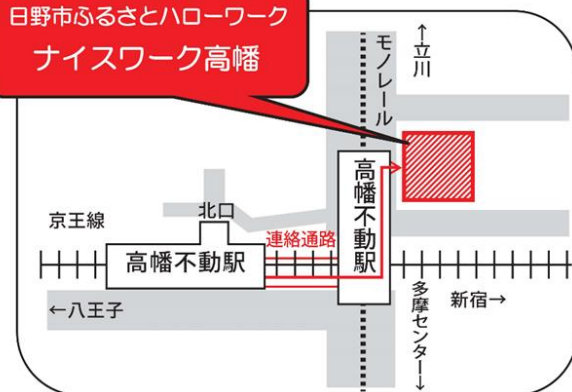 日野市ふるさとハローワーク
ナイスワーク高幡
←立川
モノレール
高幡不動駅
北口
京王線
連絡通路
高幡不動駅
←八王子
新宿→
多摩センター→